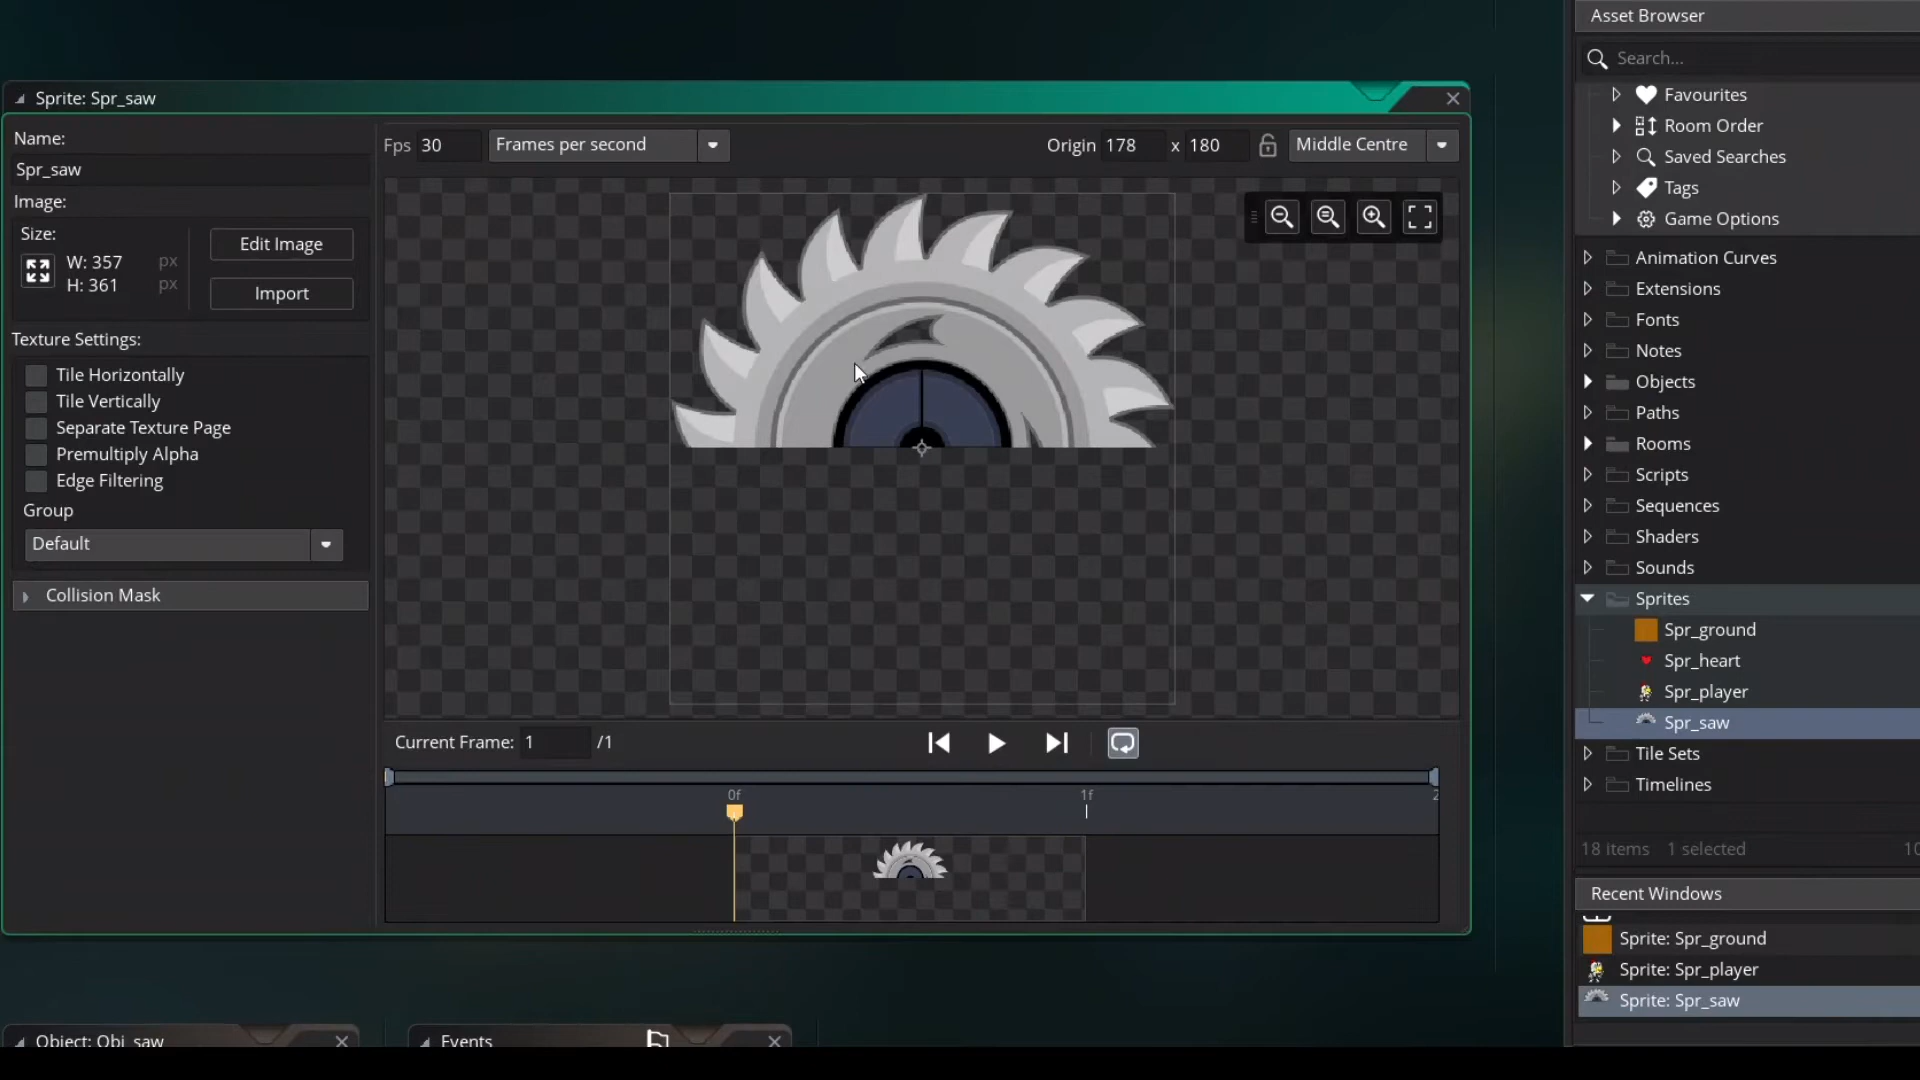 Asset Browser
Search...
Favourites
Room Order
Saved Searches
Tags
Game Options
Animation Curves
Extensions
Fonts
Notes
Objects
Paths
Rooms
Scripts
Sequences
Shaders
Sounds
Sprites
Spr_ground
Spr_heart
Spr_player
Spr_saw
Tile Sets
Timelines
18 items 1 selected 10
Recent Windows
Sprite: Spr_ground
Sprite: Spr_player
Sprite: Spr_saw
Sprite: Spr_saw
Name:
Spr_saw
Image:
Size:
W: 357 px
H: 361 px
Edit Image
Import
Texture Settings:
Tile Horizontally
Tile Vertically
Separate Texture Page
Premultiply Alpha
Edge Filtering
Group
Default
Collision Mask
Fps 30 Frames per second
Origin 178 x 180 Middle Centre
Current Frame: 1 /1
0f 1f 2
Object: Obj_saw
Events